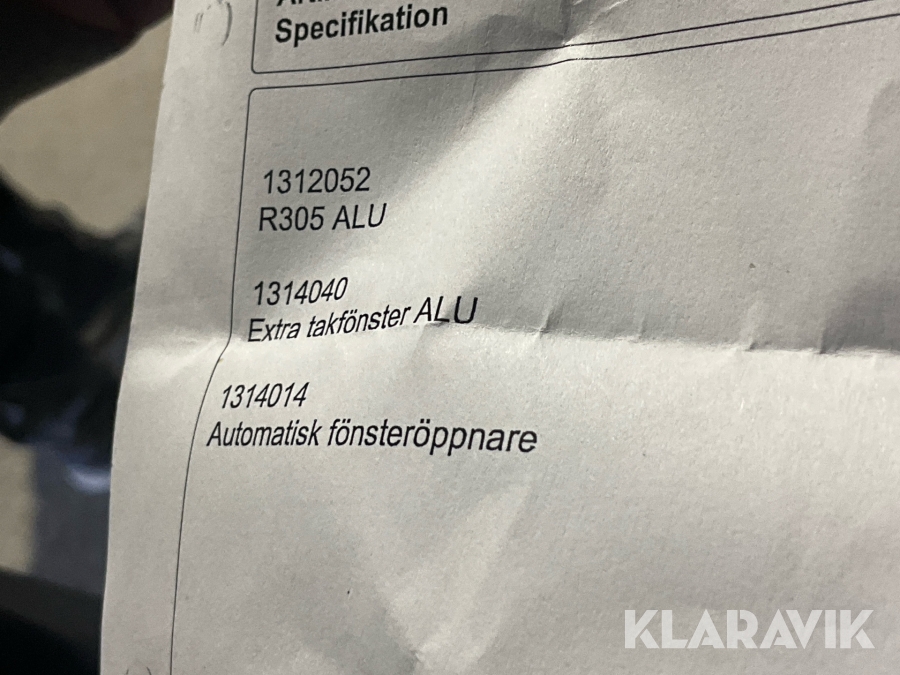 Specifikation
1312052
R305 ALU
1314040
Extra takfönster ALU
1314014
Automatisk fönsteröppnare
KLARAVIK